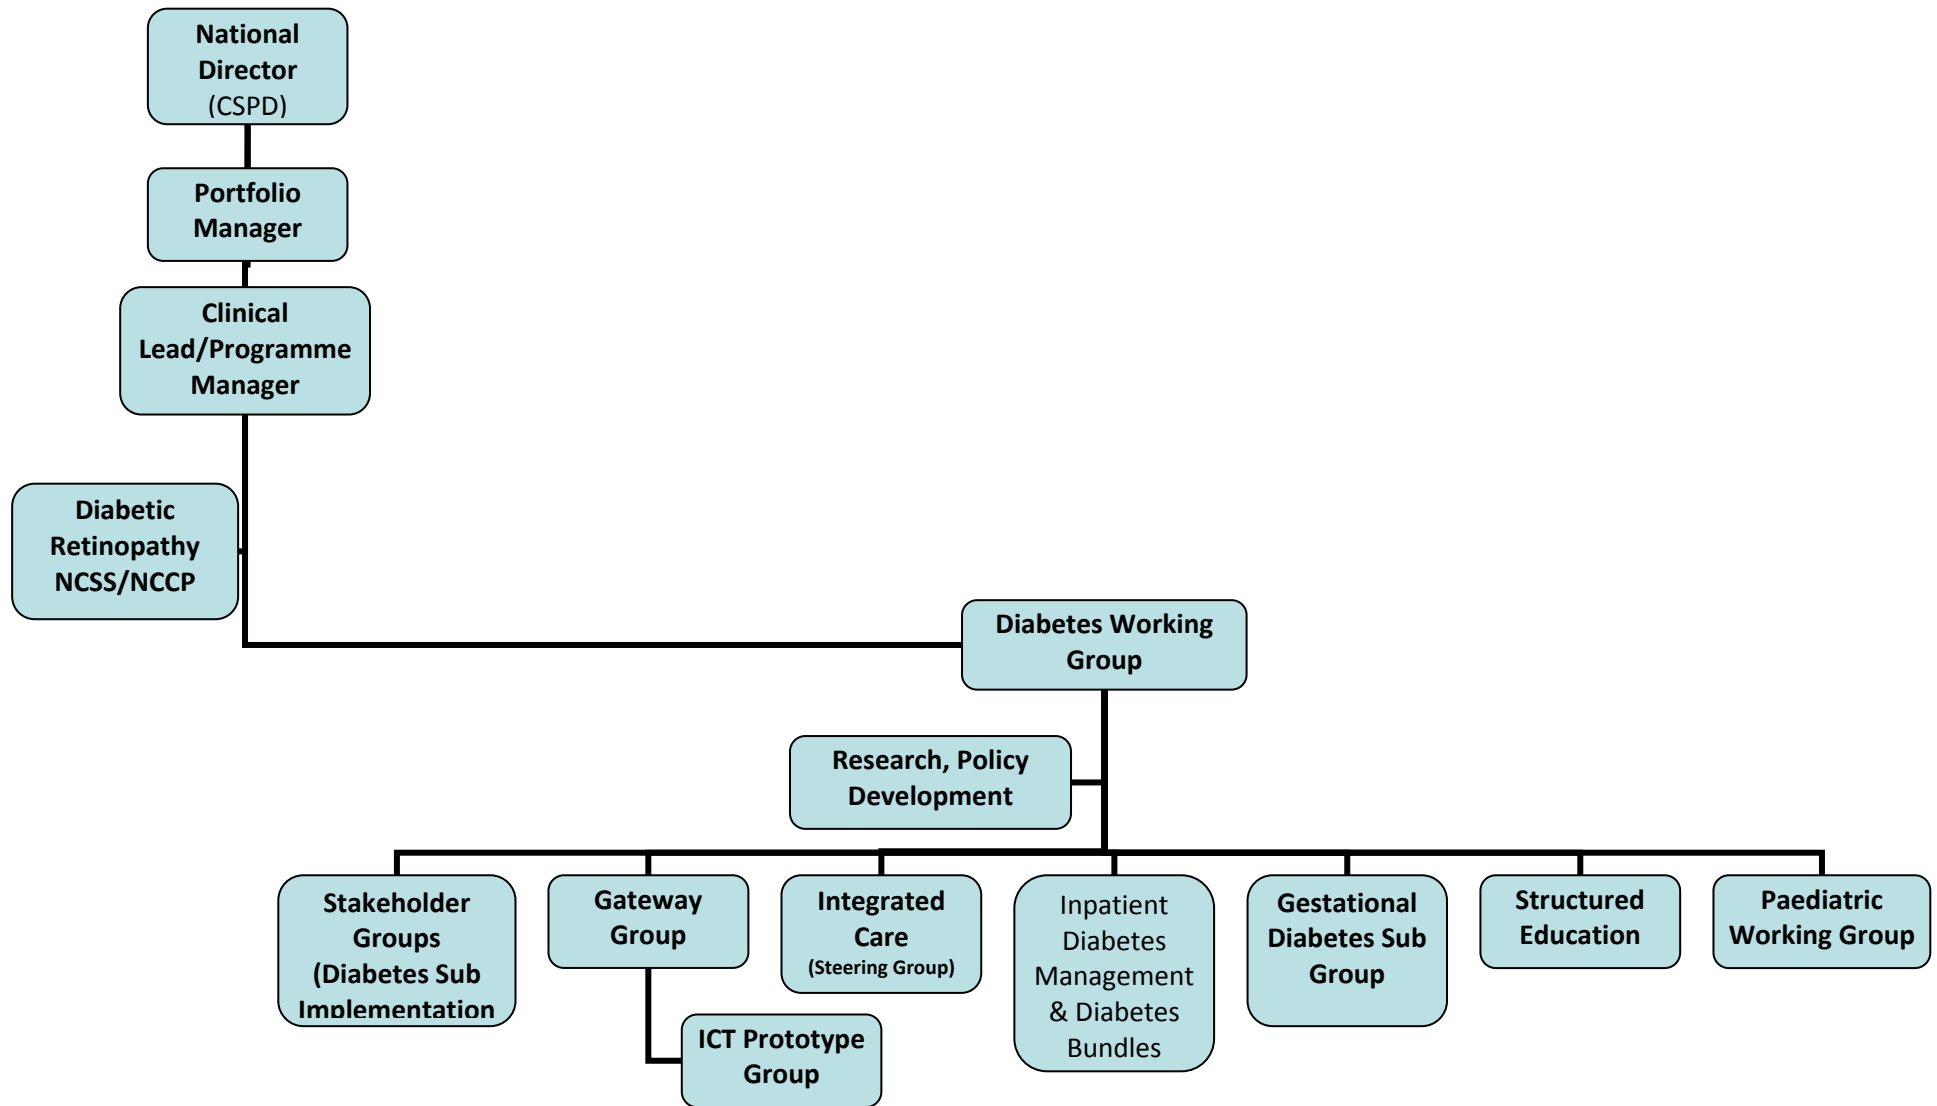 National
Director
(CSPD)
Portfolio
Manager
Clinical
Lead/Programme
Manager
Diabetic
Retinopathy
NCSS/NCCP
Diabetes Working
Group
Research, Policy
Development
Stakeholder
Groups
(Diabetes Sub
Implementation
Gateway
Group
Integrated
Care
(Steering Group)
Inpatient
Diabetes
Management
& Diabetes
Bundles
Gestational
Diabetes Sub
Group
Structured
Education
Paediatric
Working Group
ICT Prototype
Group